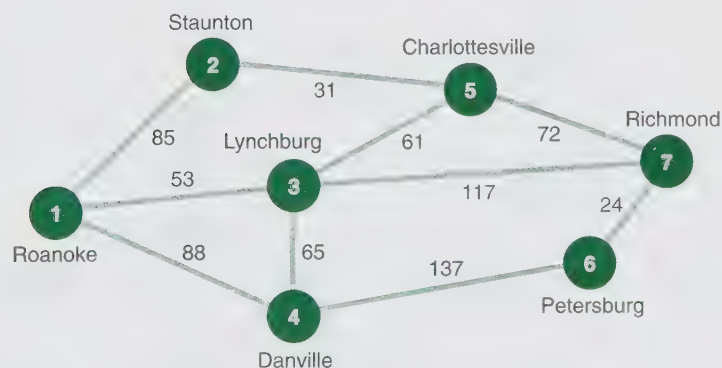 Staunton
2
Charlottesville
5
31
Richmond
7
85
Lynchburg
61
72
3
53
117
1
Roanoke
24
88
65
137
6
Petersburg
4
Danville